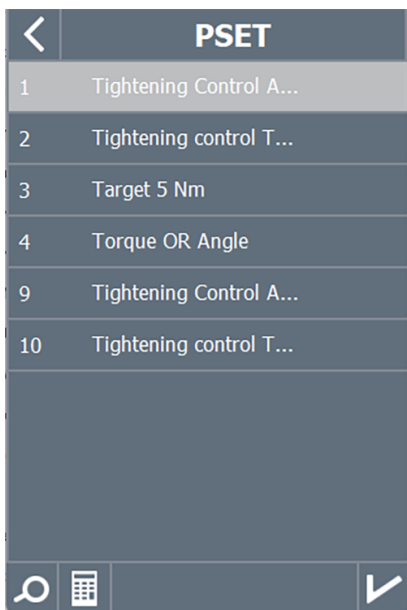 PSET
1 Tightening Control A...
2 Tightening control T...
3 Target 5 Nm
4 Torque OR Angle
9 Tightening Control A...
10 Tightening control T...